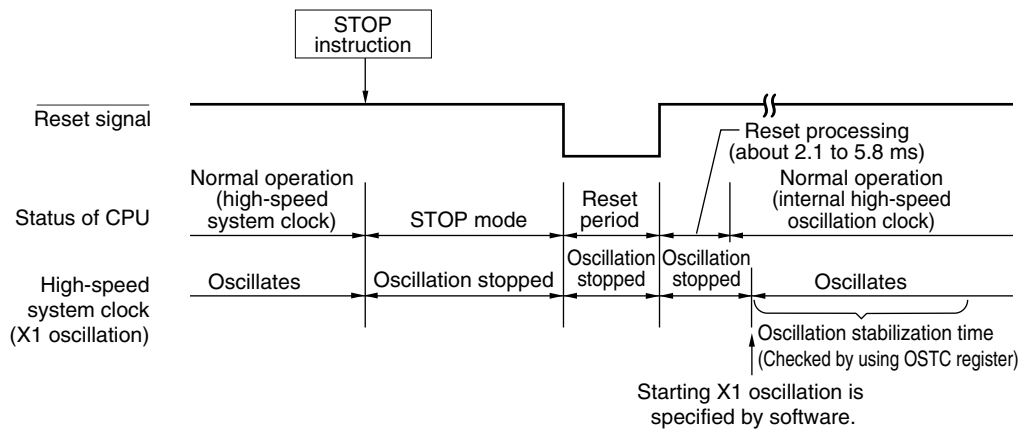 STOP
instruction
Reset signal
Reset processing
(about 2.1 to 5.8 ms)
Status of CPU
Normal operation
(high-speed
system clock)
STOP mode
Reset
period
Normal operation
(internal high-speed
oscillation clock)
High-speed
system clock
(X1 oscillation)
Oscillates
Oscillation stopped
Oscillation
stopped
Oscillation
stopped
Oscillates
Oscillation stabilization time
(Checked by using OSTC register)
Starting X1 oscillation is
specified by software.